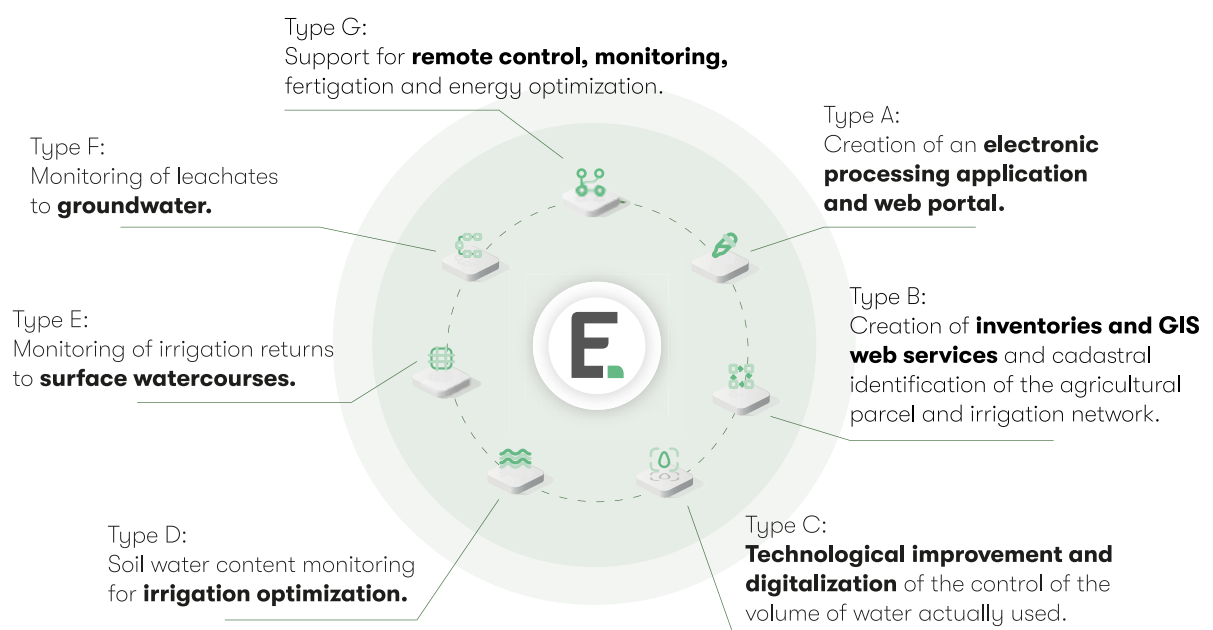 Type G:
Support for remote control, monitoring,
fertigation and energy optimization.
Type A:
Creation of an electronic
processing application
and web portal.
Type F:
Monitoring of leachates
to groundwater.
Type B:
Creation of inventories and GIS
web services and cadastral
identification of the agricultural
parcel and irrigation network.
Type E:
Monitoring of irrigation returns
to surface watercourses.
E.
Type C:
Technological improvement and
digitalization of the control of the
volume of water actually used.
Type D:
Soil water content monitoring
for irrigation optimization.